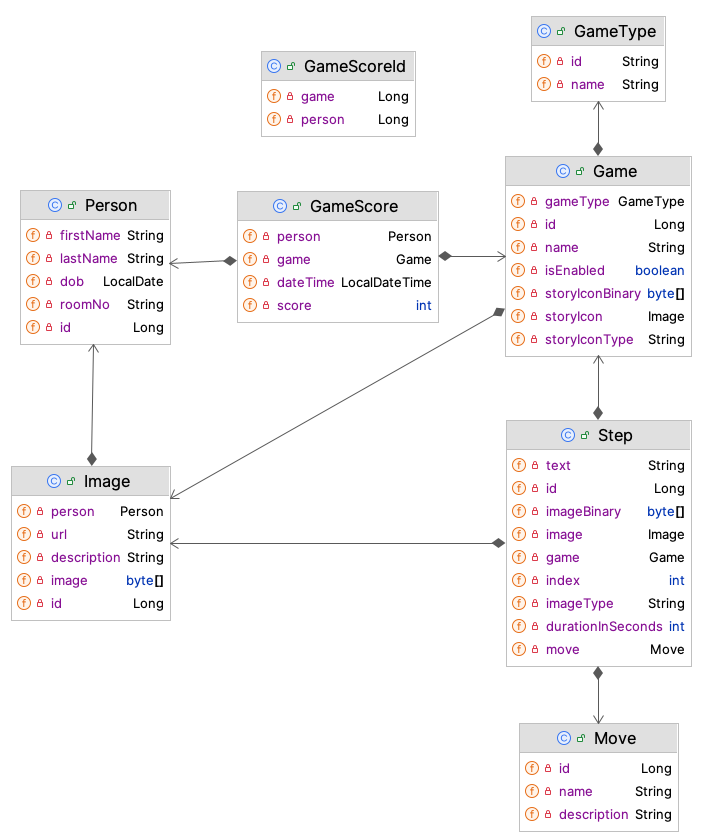 GameType
id String
name String
GameScoreId
game Long
person Long
Game
gameType GameType
id Long
name String
isEnabled boolean
storyIconBinary byte[]
storyIcon Image
storyIconType String
Person
firstName String
lastName String
dob LocalDate
roomNo String
id Long
GameScore
person Person
game Game
dateTime LocalDateTime
score int
Step
text String
id Long
imageBinary byte[]
image Image
game Game
index int
imageType String
durationInSeconds int
move Move
Image
person Person
url String
description String
image byte[]
id Long
Move
id Long
name String
description String